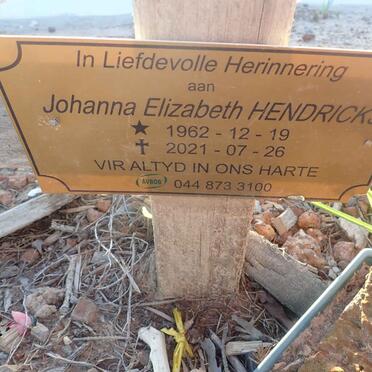 In Liefdevolle Herinnering
aan
Johanna Elizabeth HENDRICKS
★ 1962 - 12 - 19
✝ 2021 - 07 - 26
VIR ALTYD IN ONS HARTE
AVBOB 044 873 3100